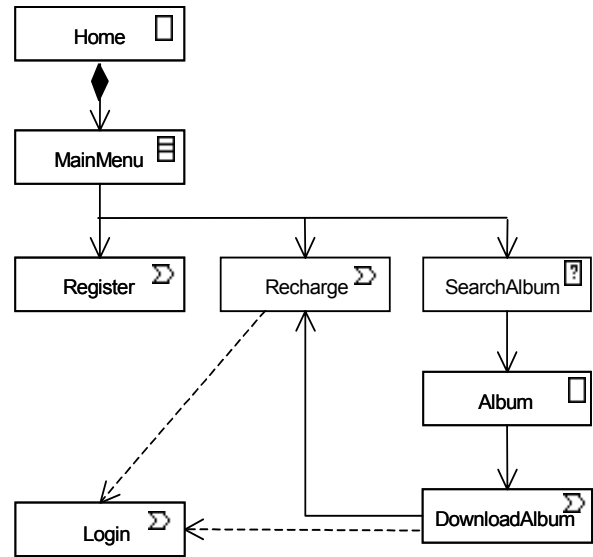 Home
MainMenu
Register
Recharge
SearchAlbum
?
Album
Login
DownloadAlbum